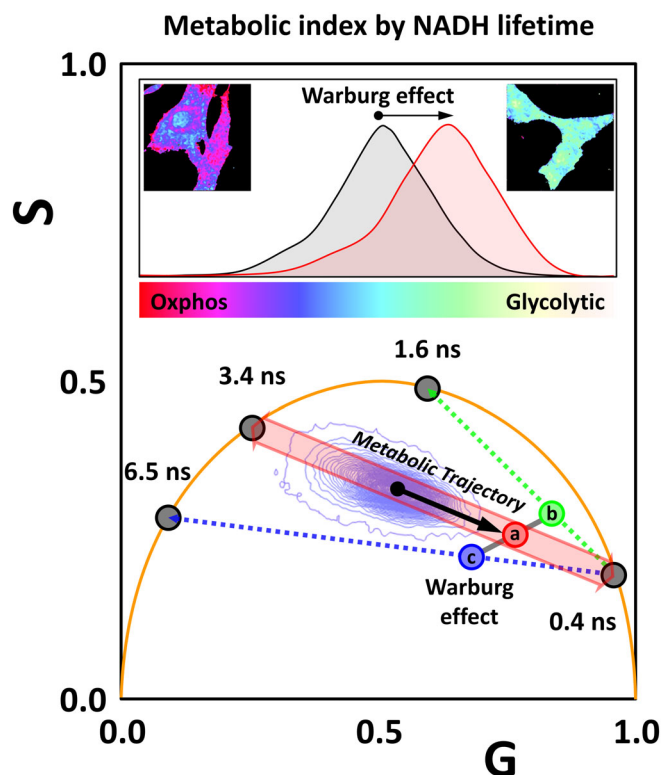 Metabolic index by NADH lifetime
1.0
Warburg effect
S
Oxphos
Glycolytic
1.6 ns
0.5
3.4 ns
Metabolic Trajectory
6.5 ns
b
a
c
Warburg
effect
0.4 ns
0.0
0.0
0.5
1.0
G